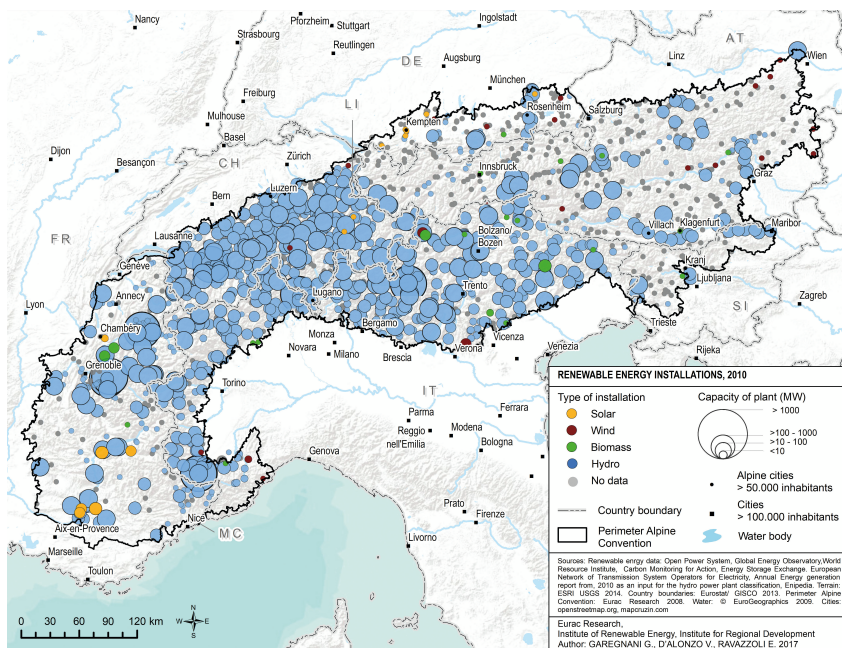 Nancy
Strasbourg
Pforzheim
Stuttgart
Reutlingen
Ingolstadt
Augsburg
DE
München
Linz
AT
Wien
Freiburg
LI
Kempten
Rosenheim
Salzburg
Mulhouse
Basel
Dijon
Besançon
CH
Zürich
Innsbruck
Graz
Bern
Luzern
FR
Lausanne
Bolzano/
Bozen
Villach
Klagenfurt
Maribor
Genève
Kranj
Ljubljana
Lyon
Annecy
Lugano
Trento
SI
Zagreb
Chambéry
Monza
Bergamo
Vicenza
Trieste
Grenoble
Novara
Milano
Brescia
Verona
Venezia
Rijeka
Torino
IT
Parma
Ferrara
Reggio
nell'Emilia
Modena
Bologna
Genova
Prato
Firenze
Aix-en-Provence
Nice
MC
Marseille
Livorno
Toulon
N
W
E
S
0 20 40 60 80 120 km
RENEWABLE ENERGY INSTALLATIONS, 2010
Type of installation
Solar
Wind
Biomass
Hydro
No data
Capacity of plant (MW)
> 1000
>100 - 1000
>10 - 100
<10
Country boundary
Perimeter Alpine
Convention
Alpine cities
> 50.000 inhabitants
Cities
> 100.000 inhabitants
Water body
Sources: Renewable enrgy data: Open Power System, Global Energy Observatory,World
Resource Institute, Carbon Monitoring for Action, Energy Storage Exchange. European
Network of Transmission System Operators for Electricity, Annual Energy generation
report from, 2010 as an input for the hydro power plant classification, Enipedia. Terrain:
ESRI USGS 2014. Country boundaries: Eurostat/ GISCO 2013. Perimeter Alpine
Convention: Eurac Research 2008. Water: © EuroGeographics 2009. Cities:
openstreetmap.org, mapcruzin.com
Eurac Research,
Institute of Renewable Energy, Institute for Regional Development
Author: GAREGNANI G., D'ALONZO V., RAVAZZOLI E. 2017